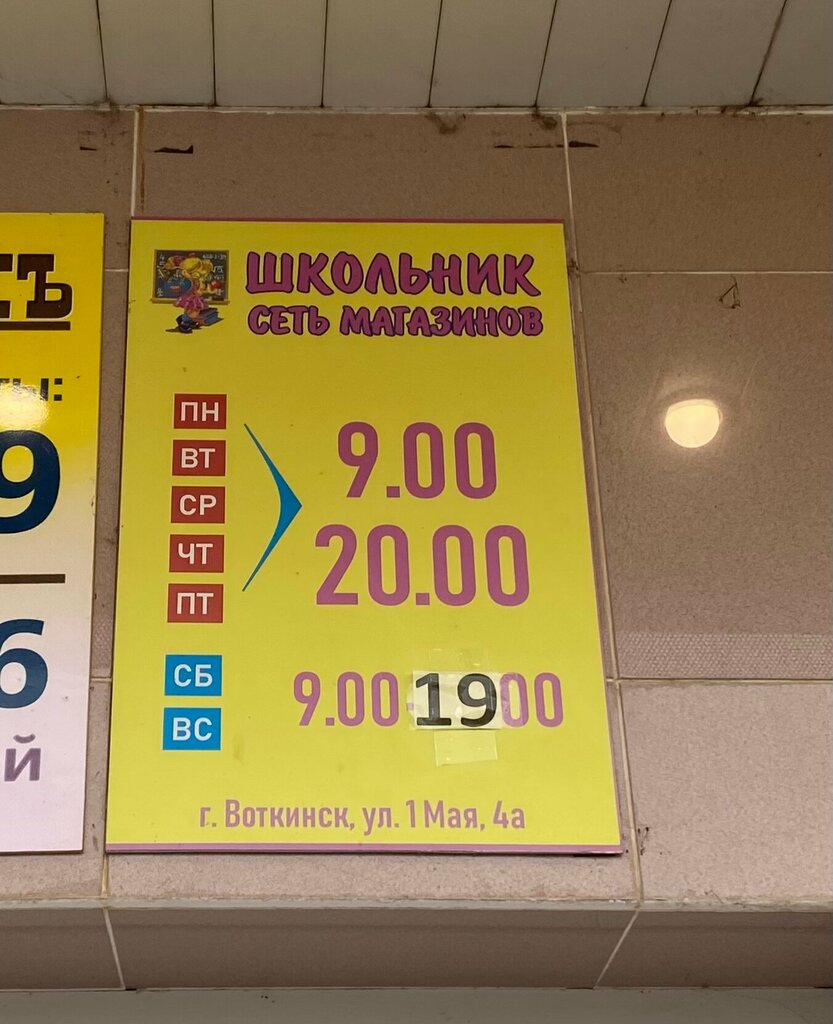 ШКОЛЬНИК
СЕТЬ МАГАЗИНОВ
ПН
ВТ
СР
ЧТ
ПТ
9.00
20.00
СБ
ВС
9.00-19 00
г. Воткинск, ул. 1 Мая, 4а